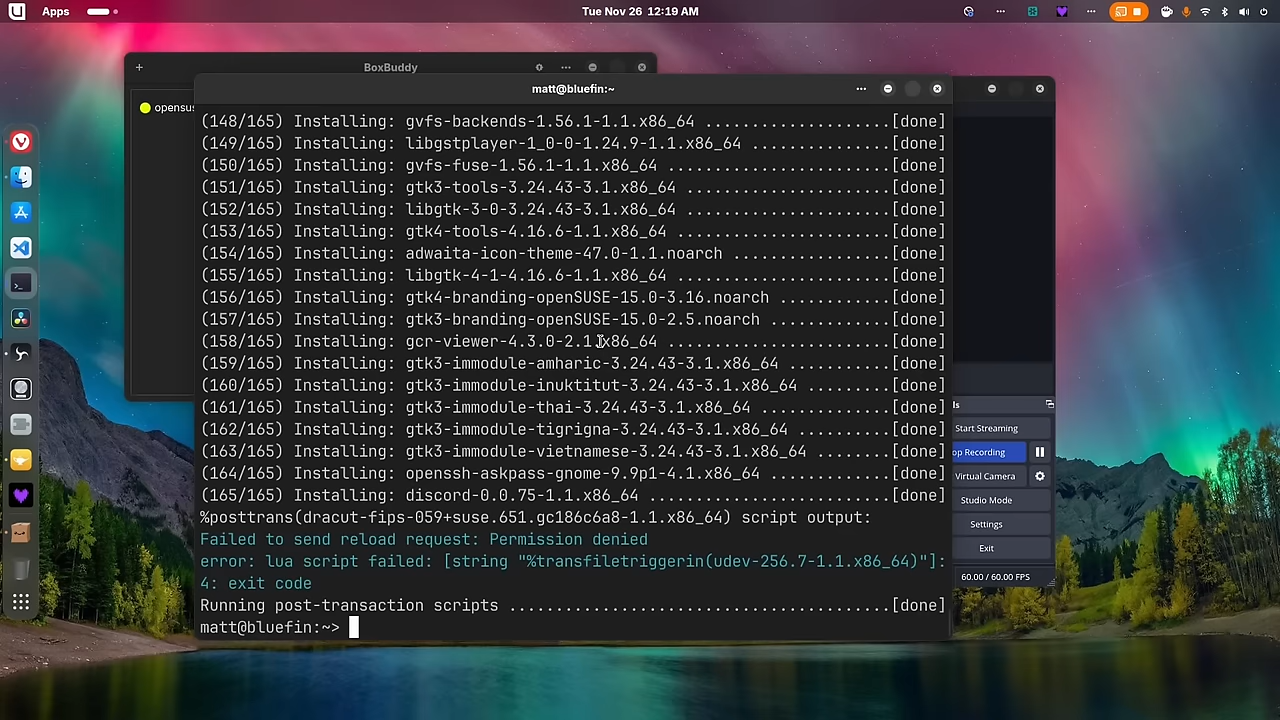 Apps
Tue Nov 26 12:19 AM
BoxBuddy
opensus
matt@bluefin:~
(148/165) Installing: gvfs-backends-1.56.1-1.1.x86_64 ....................[done]
(149/165) Installing: libgstplayer-1_0-0-1.24.9-1.1.x86_64 ...............[done]
(150/165) Installing: gvfs-fuse-1.56.1-1.1.x86_64 ........................[done]
(151/165) Installing: gtk3-tools-3.24.43-3.1.x86_64 ......................[done]
(152/165) Installing: libgtk-3-0-3.24.43-3.1.x86_64 ......................[done]
(153/165) Installing: gtk4-tools-4.16.6-1.1.x86_64 .......................[done]
(154/165) Installing: adwaita-icon-theme-47.0-1.1.noarch .................[done]
(155/165) Installing: libgtk-4-1-4.16.6-1.1.x86_64 .......................[done]
(156/165) Installing: gtk4-branding-openSUSE-15.0-3.16.noarch ............[done]
(157/165) Installing: gtk3-branding-openSUSE-15.0-2.5.noarch .............[done]
(158/165) Installing: gcr-viewer-4.3.0-2.1.x86_64 ........................[done]
(159/165) Installing: gtk3-immodule-amharic-3.24.43-3.1.x86_64 ...........[done]
(160/165) Installing: gtk3-immodule-inuktitut-3.24.43-3.1.x86_64 .........[done]
(161/165) Installing: gtk3-immodule-thai-3.24.43-3.1.x86_64 ..............[done]
(162/165) Installing: gtk3-immodule-tigrigna-3.24.43-3.1.x86_64 ..........[done]
(163/165) Installing: gtk3-immodule-vietnamese-3.24.43-3.1.x86_64 ........[done]
(164/165) Installing: openssh-askpass-gnome-9.9p1-4.1.x86_64 .............[done]
(165/165) Installing: discord-0.0.75-1.1.x86_64 ..........................[done]
%posttrans(dracut-fips-059+suse.651.gc186c6a8-1.1.x86_64) script output:
Failed to send reload request: Permission denied
error: lua script failed: [string "%transfiletriggerin(udev-256.7-1.1.x86_64)"]:
4: exit code
Running post-transaction scripts .........................................[done]
matt@bluefin:~>
ls
Start Streaming
op Recording
Virtual Camera
Studio Mode
Settings
Exit
60.00 / 60.00 FPS